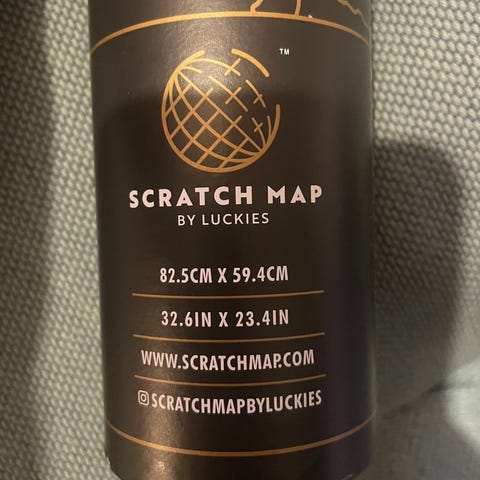 ™
SCRATCH MAP
BY LUCKIES
82.5CM X 59.4CM
32.6IN X 23.4IN
WWW.SCRATCHMAP.COM
SCRATCHMAPBYLUCKIES